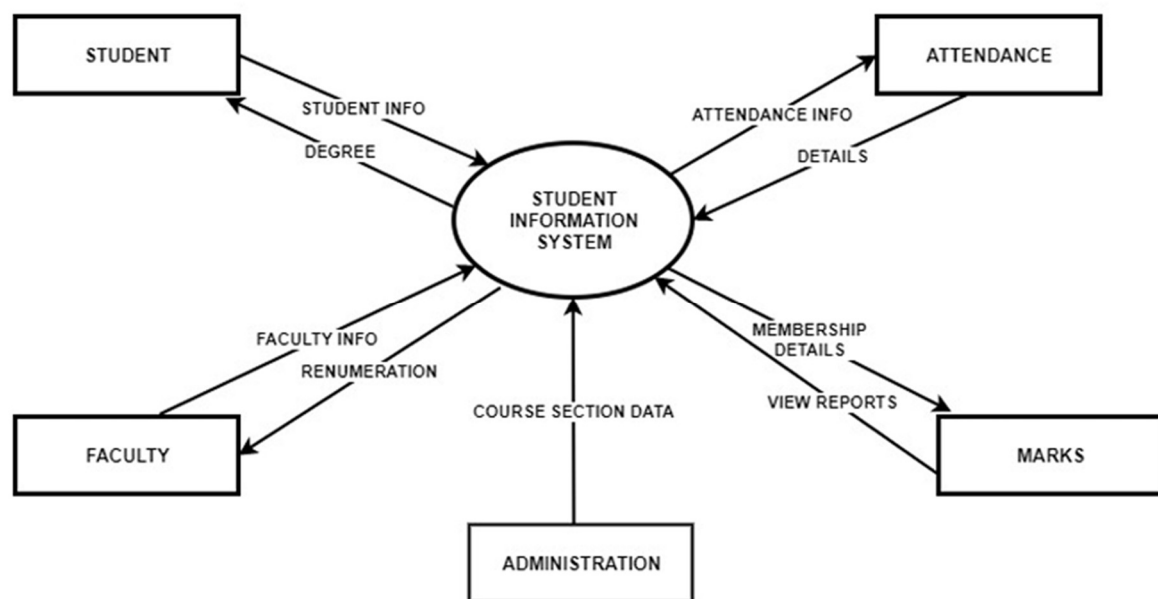 STUDENT
ATTENDANCE
STUDENT INFO
ATTENDANCE INFO
DEGREE
DETAILS
STUDENT
INFORMATION
SYSTEM
FACULTY INFO
RENUMERATION
MEMBERSHIP
DETAILS
VIEW REPORTS
COURSE SECTION DATA
FACULTY
MARKS
ADMINISTRATION